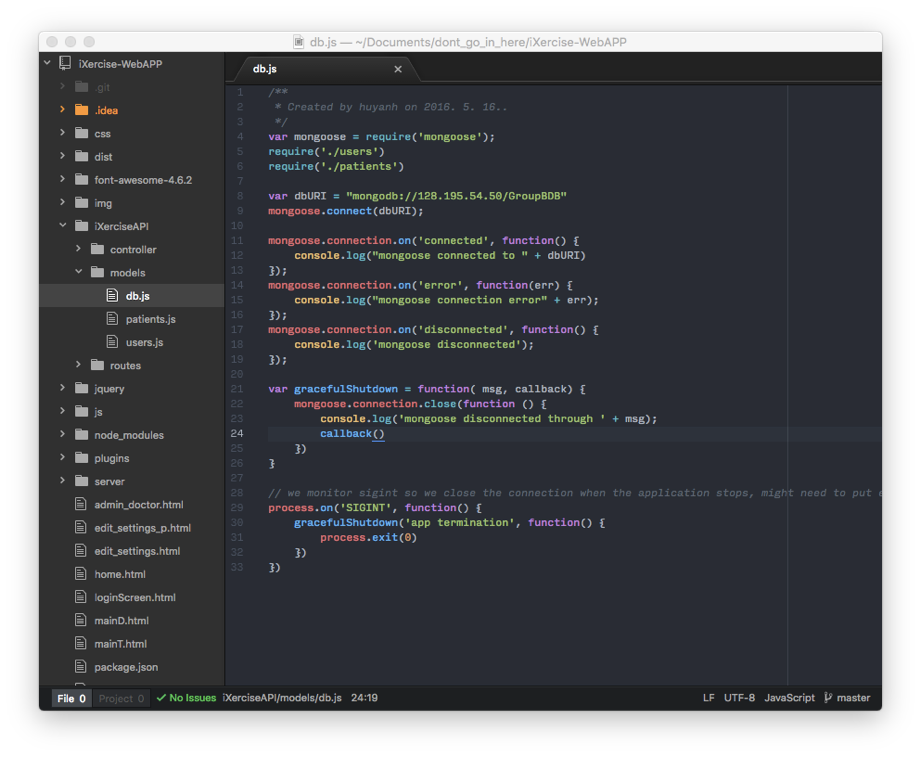 db.js — ~/Documents/dont_go_in_here/iXercise-WebAPP
iXercise-WebAPP
.git
.idea
css
dist
font-awesome-4.6.2
img
iXerciseAPI
controller
models
db.js
patients.js
users.js
routes
jquery
js
node_modules
plugins
server
admin_doctor.html
edit_settings_p.html
edit_settings.html
home.html
loginScreen.html
mainD.html
mainT.html
package.json
db.js
1 /**
2 * Created by huyanh on 2016. 5. 16..
3 */
4 var mongoose = require('mongoose');
5 require('./users')
6 require('./patients')
7
8 var dbURI = "mongodb://128.195.54.50/GroupBDB"
9 mongoose.connect(dbURI);
10
11 mongoose.connection.on('connected', function() {
12 console.log("mongoose connected to " + dbURI)
13 });
14 mongoose.connection.on('error', function(err) {
15 console.log("mongoose connection error" + err);
16 });
17 mongoose.connection.on('disconnected', function() {
18 console.log('mongoose disconnected');
19 });
20
21 var gracefulShutdown = function( msg, callback) {
22 mongoose.connection.close(function () {
23 console.log('mongoose disconnected through ' + msg);
24 callback()
25 })
26 }
27
28 // we monitor sigint so we close the connection when the application stops, might need to put
29 process.on('SIGINT', function() {
30 gracefulShutdown('app termination', function() {
31 process.exit(0)
32 })
33 })
File 0 Project 0 No Issues iXerciseAPI/models/db.js 24:19 LF UTF-8 JavaScript master